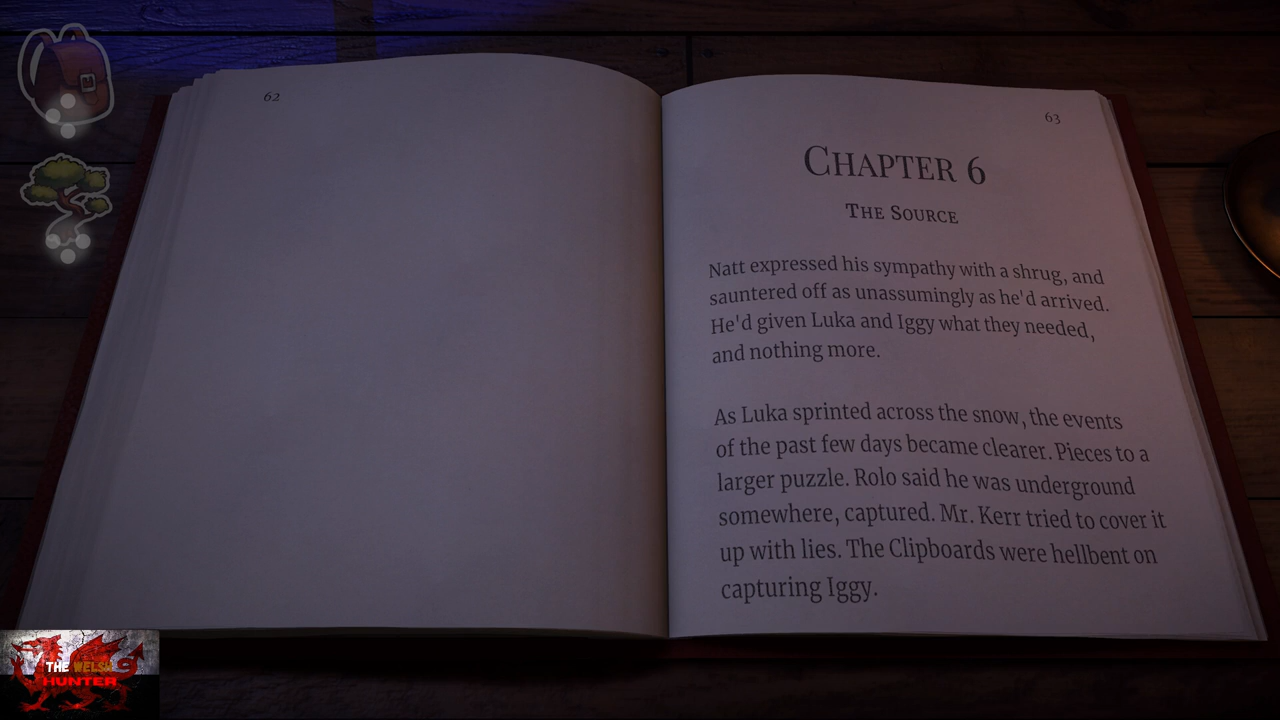 62
63
Chapter 6
The Source
Natt expressed his sympathy with a shrug, and
sauntered off as unassumingly as he'd arrived.
He'd given Luka and Iggy what they needed,
and nothing more.
As Luka sprinted across the snow, the events
of the past few days became clearer. Pieces to a
larger puzzle. Rolo said he was underground
somewhere, captured. Mr. Kerr tried to cover it
up with lies. The Clipboards were hellbent on
capturing Iggy.
THE WELSH
HUNTER